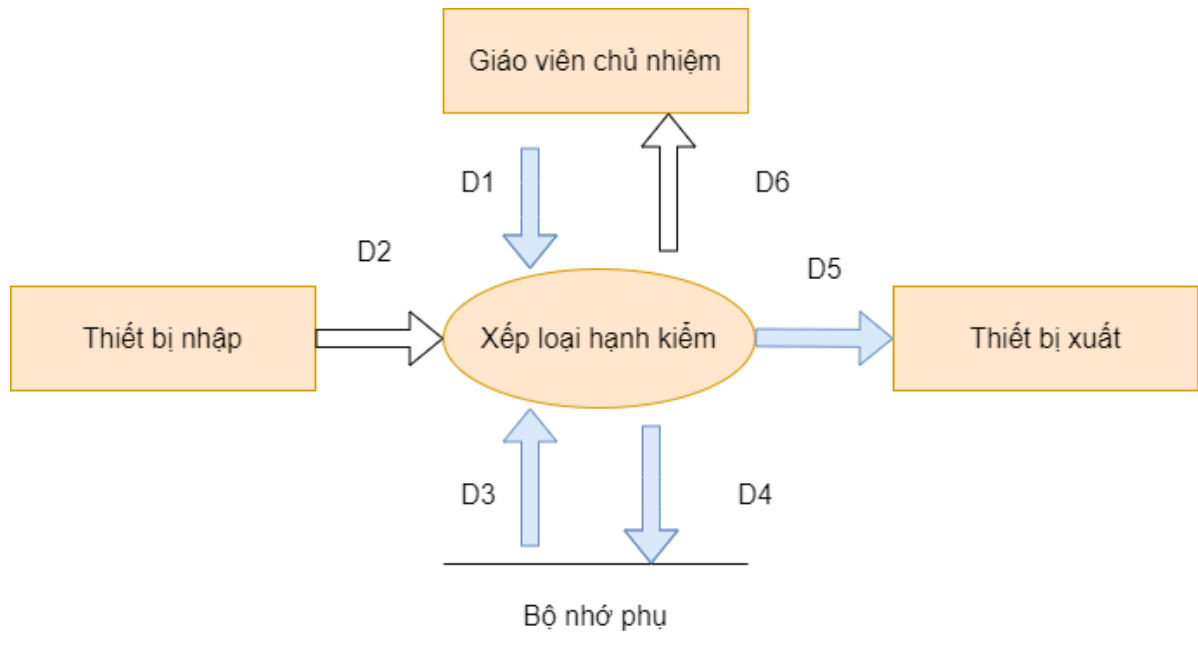 Giáo viên chủ nhiệm
D1
D6
D2
D5
Thiết bị nhập
Xếp loại hạnh kiểm
Thiết bị xuất
D3
D4
Bộ nhớ phụ